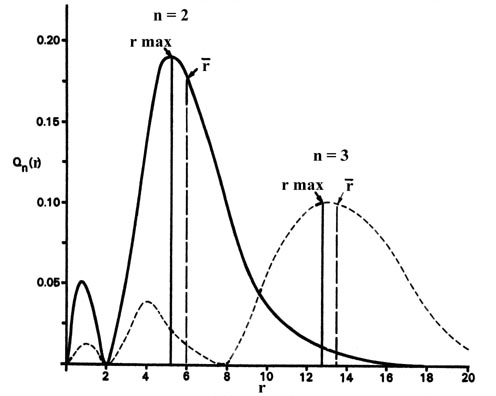 n = 2
0.20
r max
r̅
0.15
Qn(r)
n = 3
r max
r̅
0.10
0.05
2 4 6 8 10 12 14 16 18 20
r